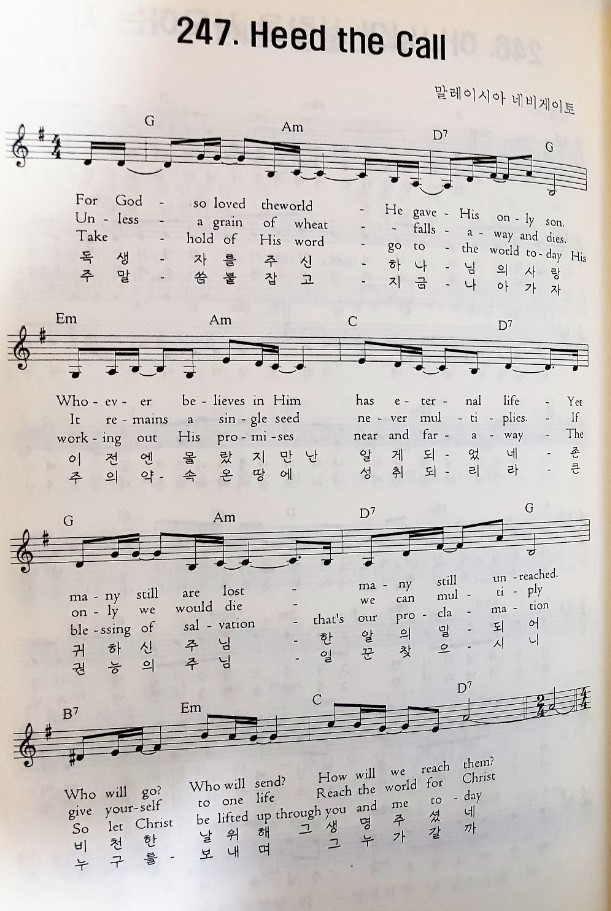 247. Heed the Call
말레이시아 네비게이토
G Am D7 G
For God - so loved theworld - He gave - His on - ly son.
Un - less - a grain of wheat - - falls - a - way and dies.
Take - hold of His word - go to - the world to - day His
독 생 - 자 를 주 신 - 하 나 - 님 의 사 랑
주 말 - 씀 붙 잡 고 - 지 금 - 나 아 가 자
Em Am C D7
Who - ev - er be - lieves in Him has e - ter - nal life - Yet
It re - mains a sin - gle seed ne - ver mul - ti - plies. - If
work - ing out His pro - mi - ses near and far - a - way - The
이 전 엔 몰 랐 지 만 난 알 게 되 - 었 네 - 존
주 의 약 - 속 온 땅 에 성 취 되 - 리 라 - 큰
G Am D7 G
ma - ny still are lost - ma - ny still un - reached.
on - ly we would die - we can mul - ti - ply
ble - ssing of sal - vation - that's our pro - cla - ma - tion
귀 하 신 주 님 - 한 알 의 밀 - 되 어
권 능 의 주 님 - 일 꾼 찾 으 - 시 니
B7 Em C D7
Who will go? Who will send? How will we reach them?
give your - self to one life Reach the world for Christ
So let Christ be lifted up through you and me to - day
비 천 한 날 위 해 그 생 명 주 셨 네
누 구 를 - 보 내 며 그 누 가 갈 까